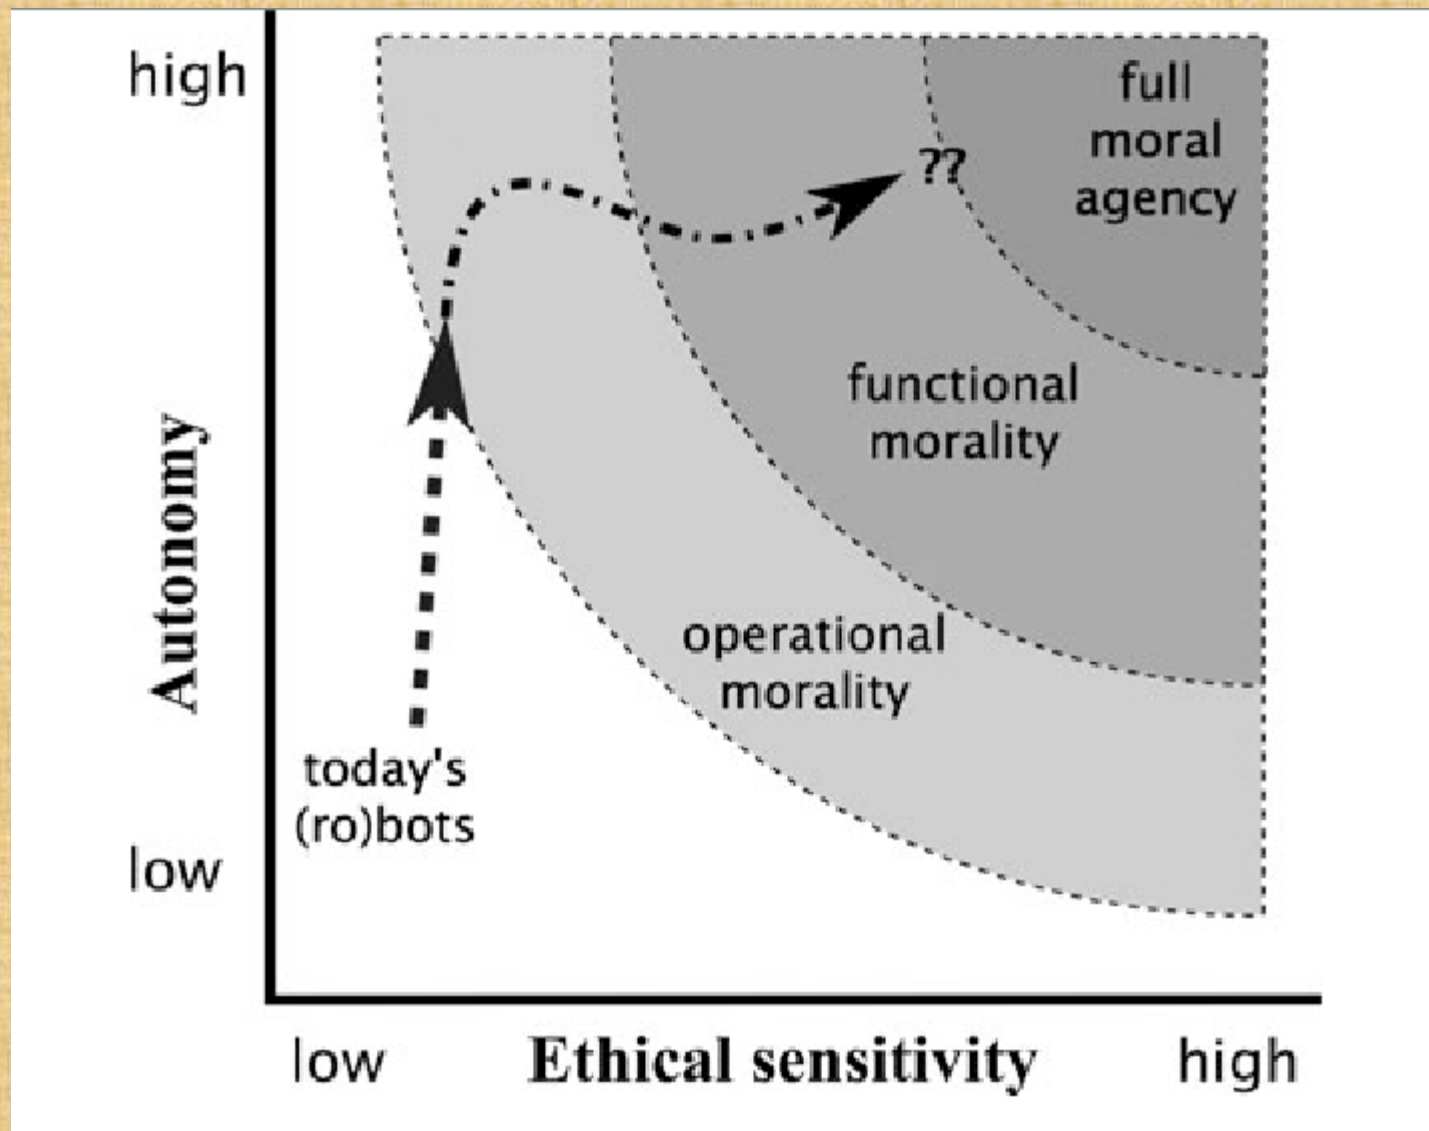 high
full
moral
agency
??
functional
morality
Autonomy
operational
morality
today's
(ro)bots
low
low
Ethical sensitivity
high